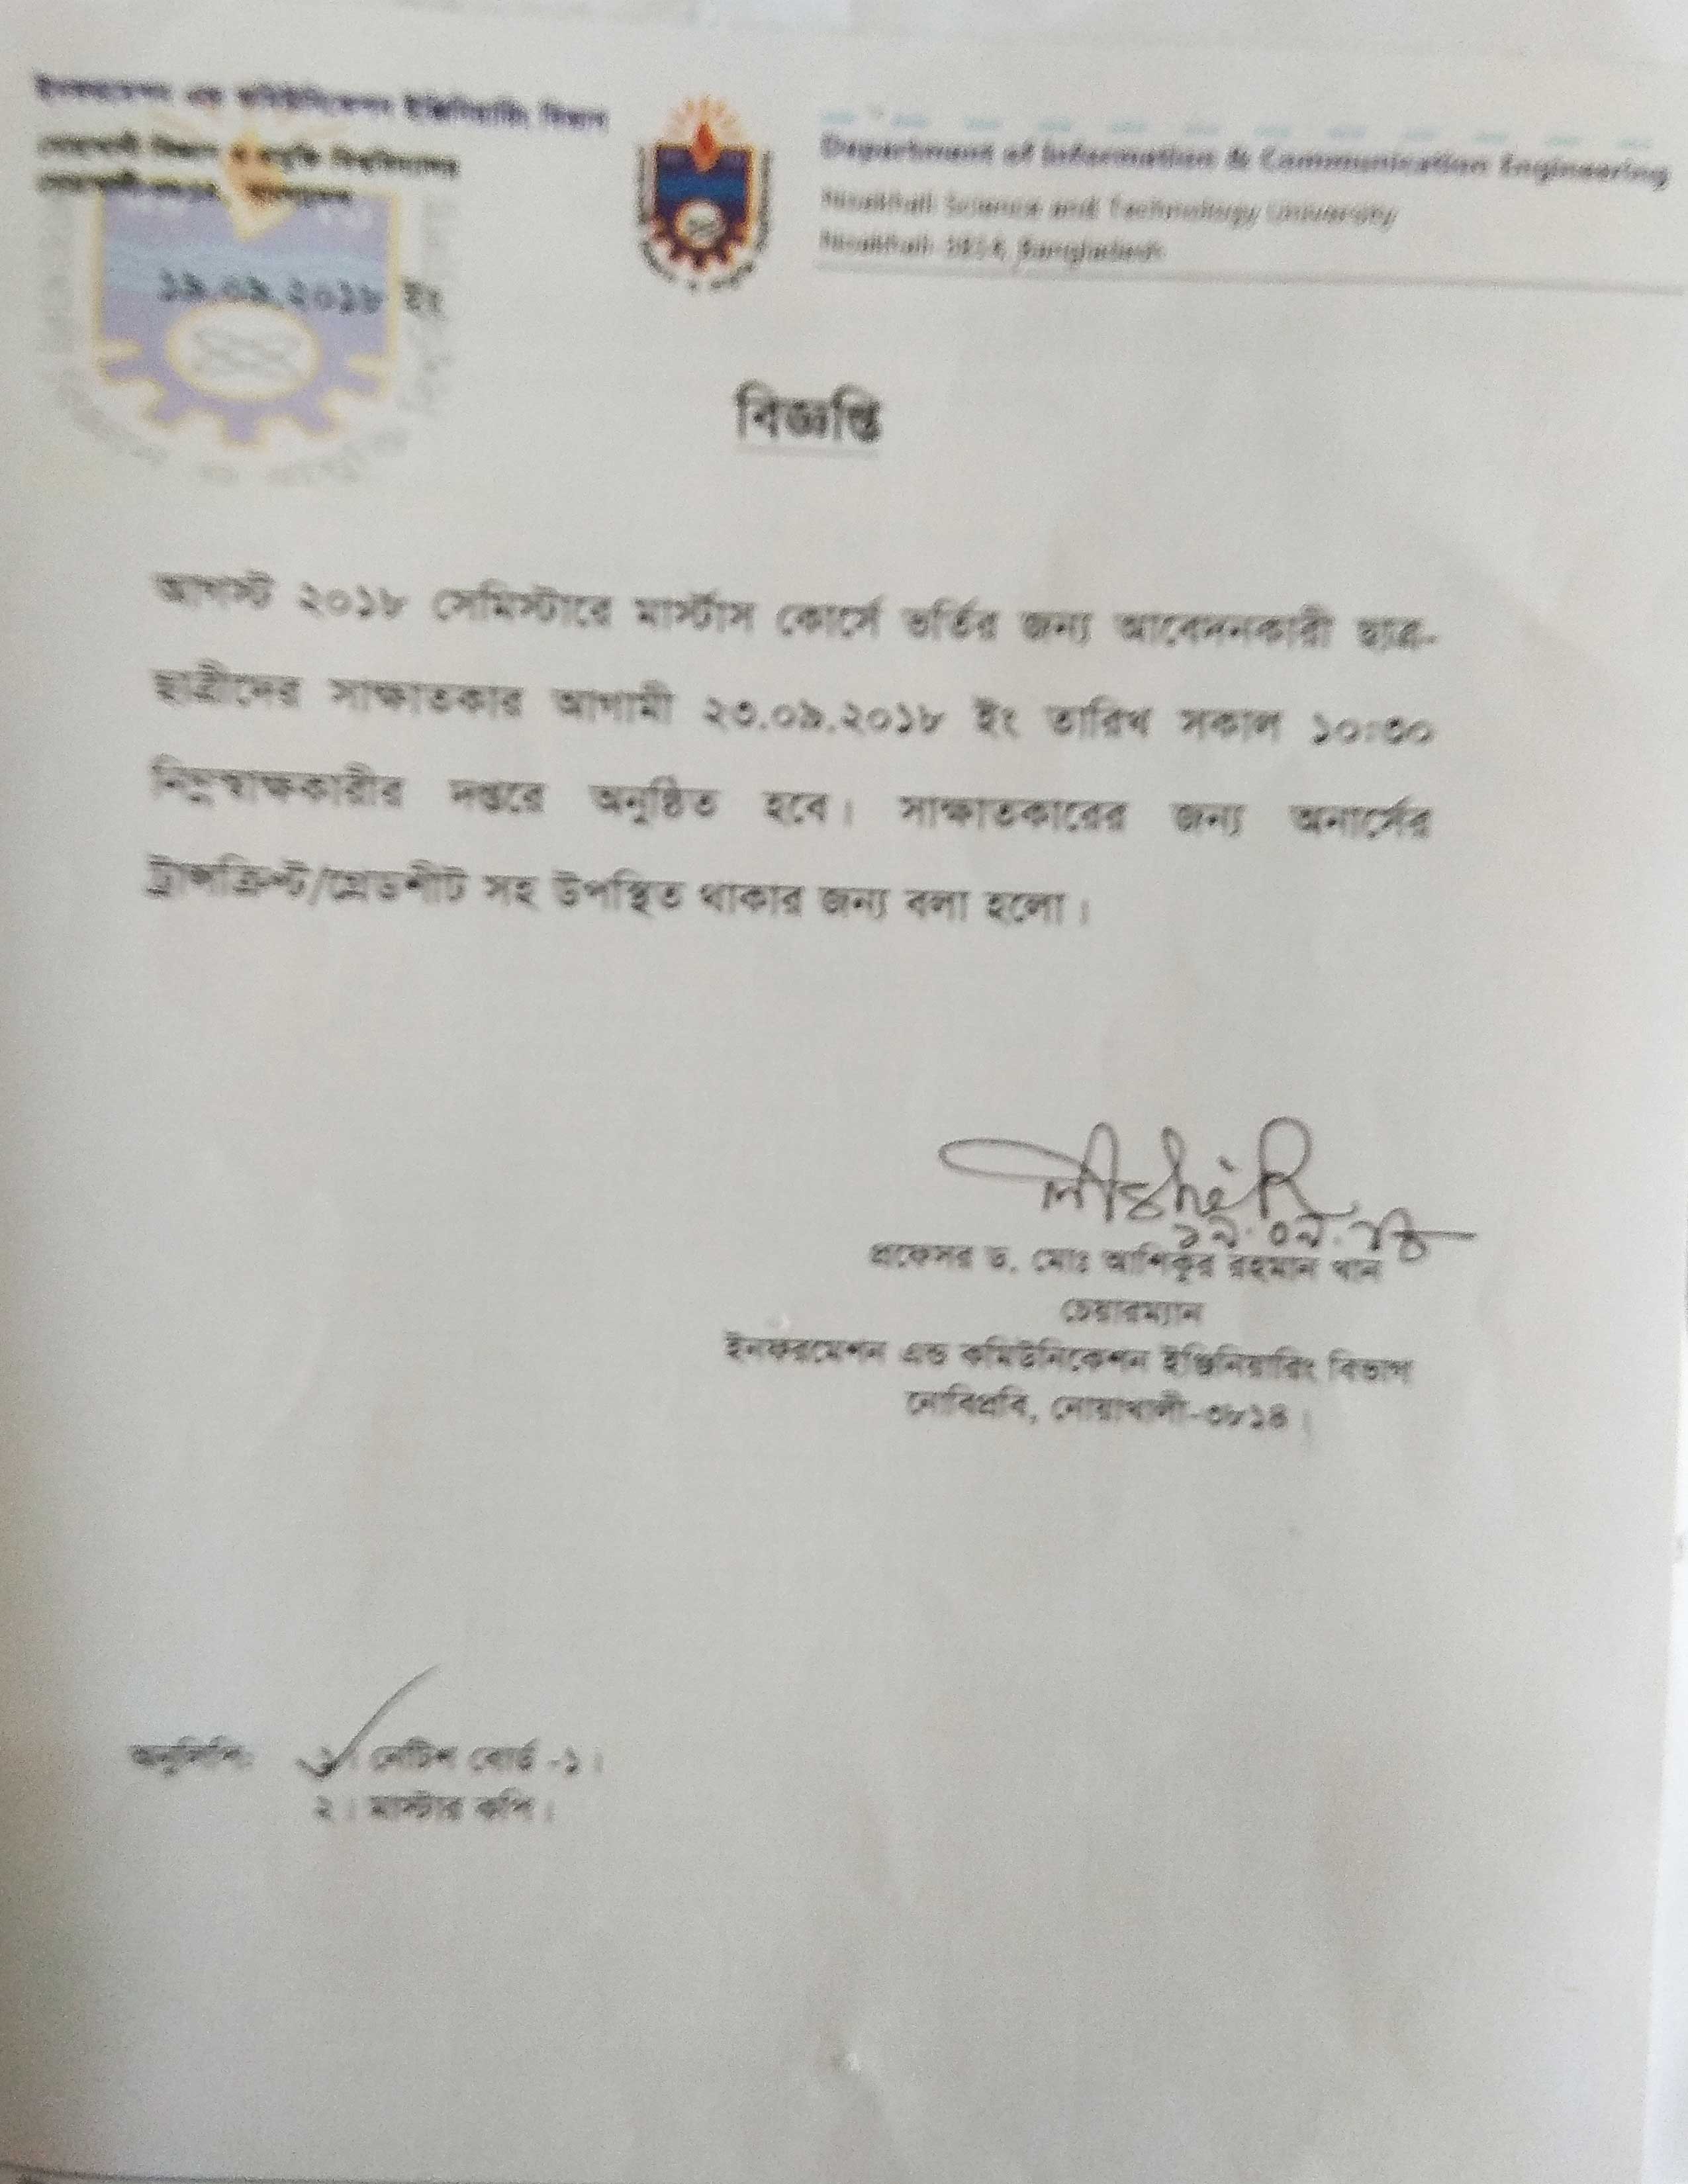 ইনফরমেশন এন্ড কমিউনিকেশন ইঞ্জিনিয়ারিং বিভাগ
নোয়াখালী বিজ্ঞান ও প্রযুক্তি বিশ্ববিদ্যালয়
Department of Information & Communication Engineering
Noakhali Science and Technology University
Noakhali-3814, Bangladesh
১৯.০৯.২০১৮ ইং
বিজ্ঞপ্তি
আগস্ট ২০১৮ সেমিস্টারে মার্স্টাস কোর্সে ভর্তির জন্য আবেদনকারী ছাত্র-
ছাত্রীদের সাক্ষাতকার আগামী ২৩.০৯.২০১৮ ইং তারিখ সকাল ১০:৩০
নিম্নস্বাক্ষকারীর দপ্তরে অনুষ্ঠিত হবে। সাক্ষাতকারের জন্য অনার্সের
ট্রান্সক্রিপ্ট/গ্রেডশীট সহ উপস্থিত থাকার জন্য বলা হলো।
১৯.০৯.১৮
প্রফেসর ড. মোঃ আশিকুর রহমান খান
চেয়ারম্যান
ইনফরমেশন এন্ড কমিউনিকেশন ইঞ্জিনিয়ারিং বিভাগ
নোবিপ্রবি, নোয়াখালী-৩৮১৪।
অনুলিপি: ১। নোটিশ বোর্ড -১।
২। মাস্টার কপি।